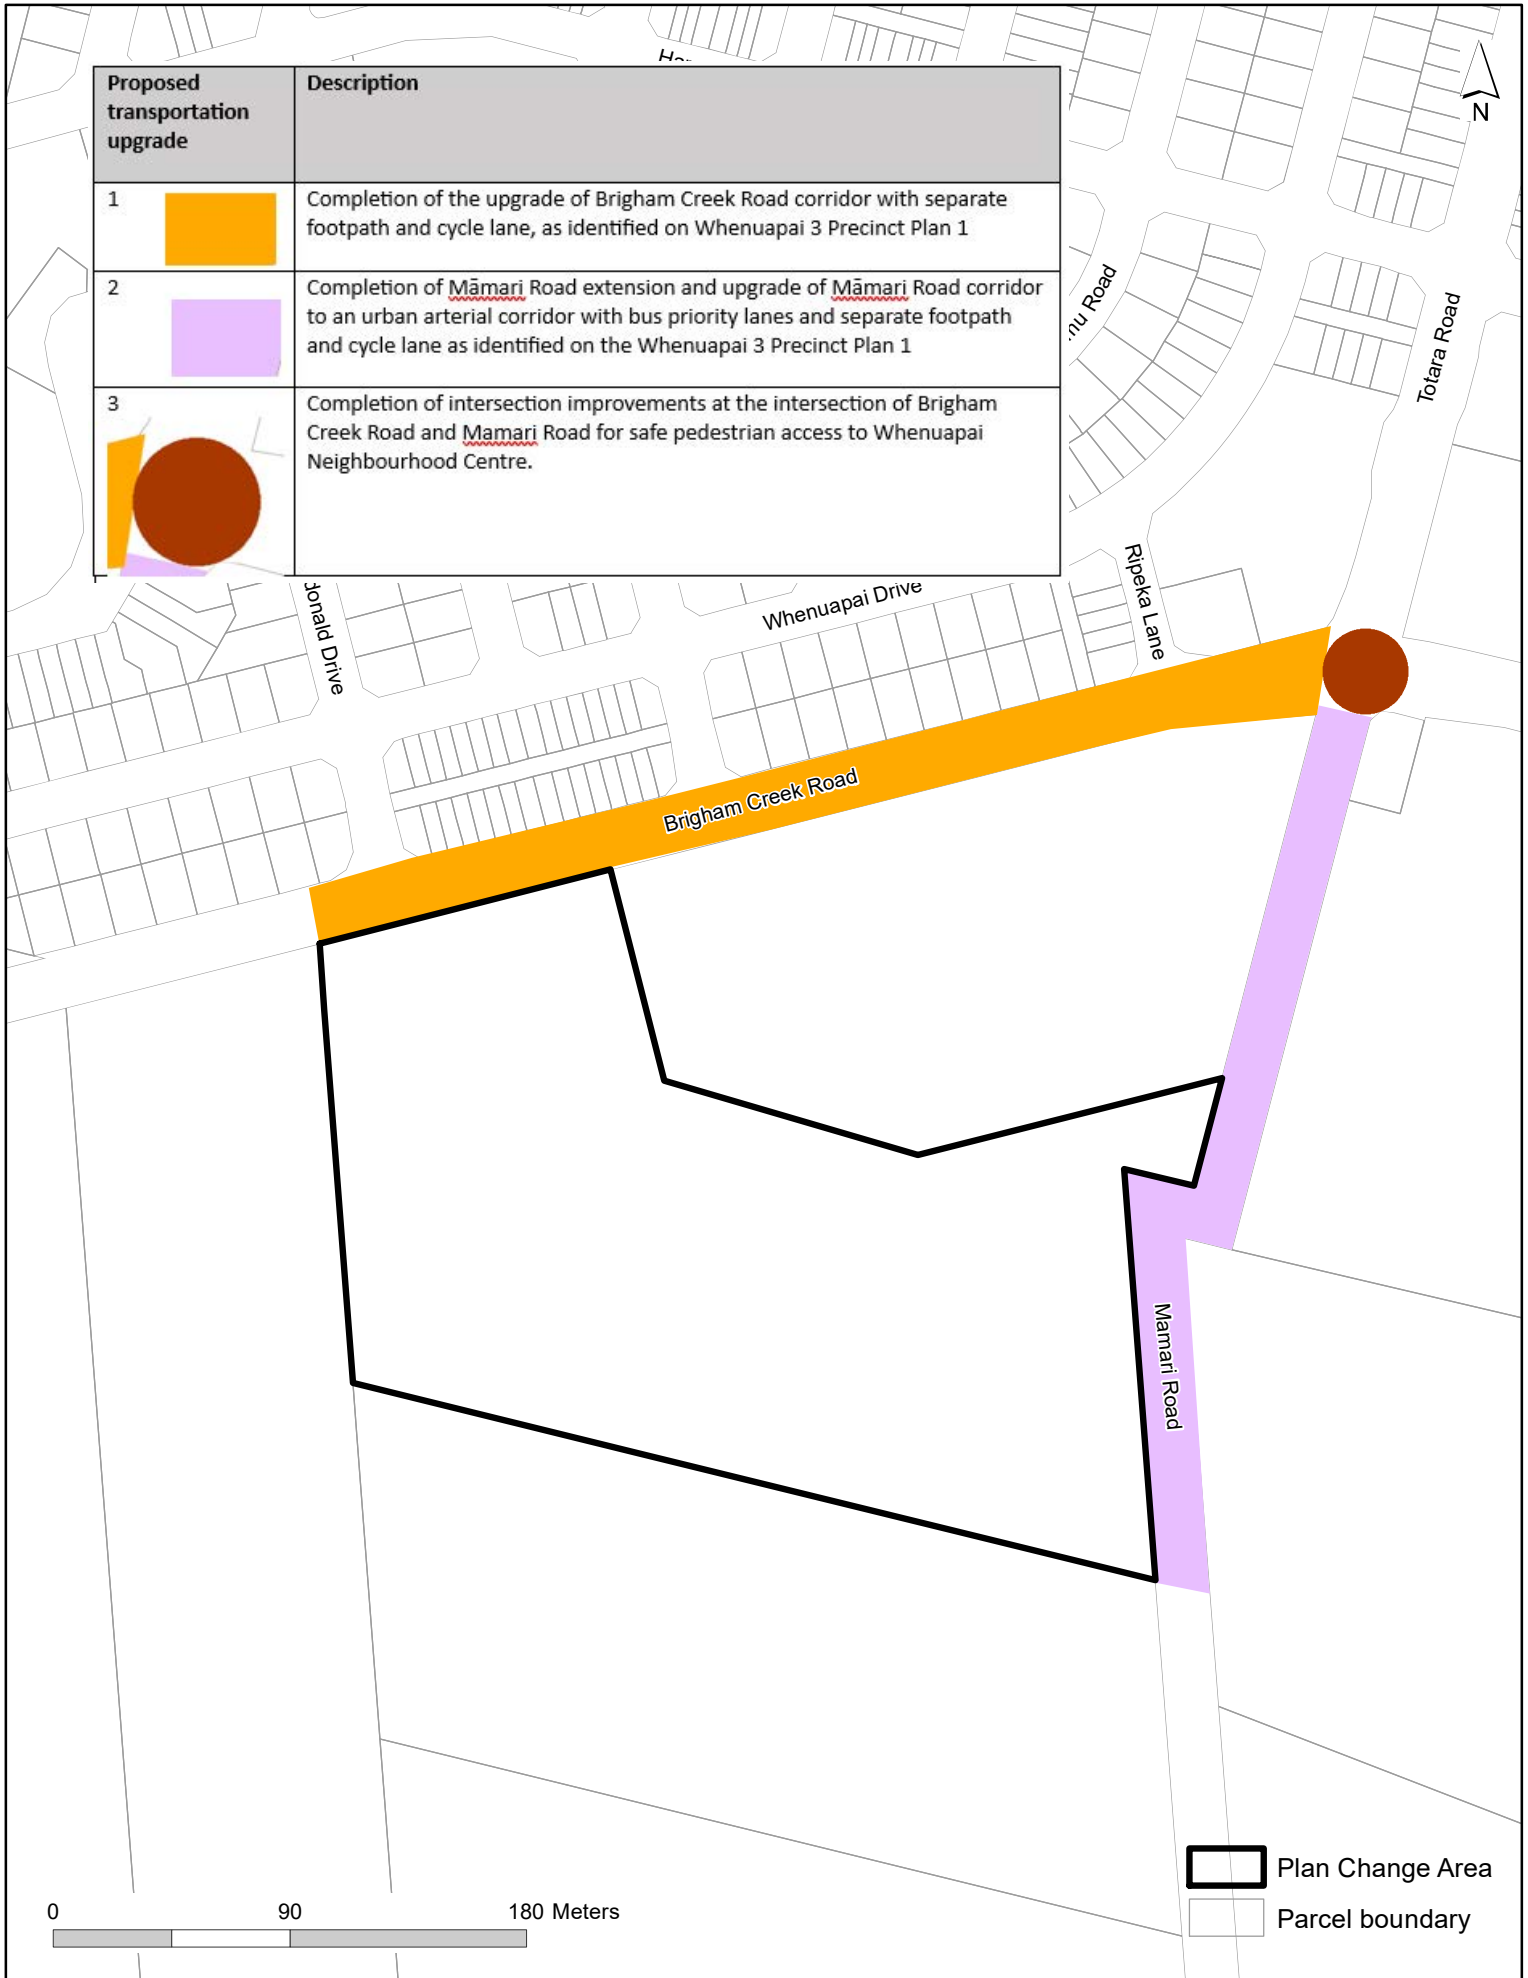 N
Proposed
transportation
upgrade
Description
1
Completion of the upgrade of Brigham Creek Road corridor with separate
footpath and cycle lane, as identified on Whenuapai 3 Precinct Plan 1
2
Completion of Māmari Road extension and upgrade of Māmari Road corridor
to an urban arterial corridor with bus priority lanes and separate footpath
and cycle lane as identified on the Whenuapai 3 Precinct Plan 1
3
Completion of intersection improvements at the intersection of Brigham
Creek Road and Mamari Road for safe pedestrian access to Whenuapai
Neighbourhood Centre.
Road
Totara Road
Ripeka Lane
Whenuapai Drive
Drive
Brigham Creek Road
Mamari Road
Plan Change Area
Parcel boundary
0 90 180 Meters